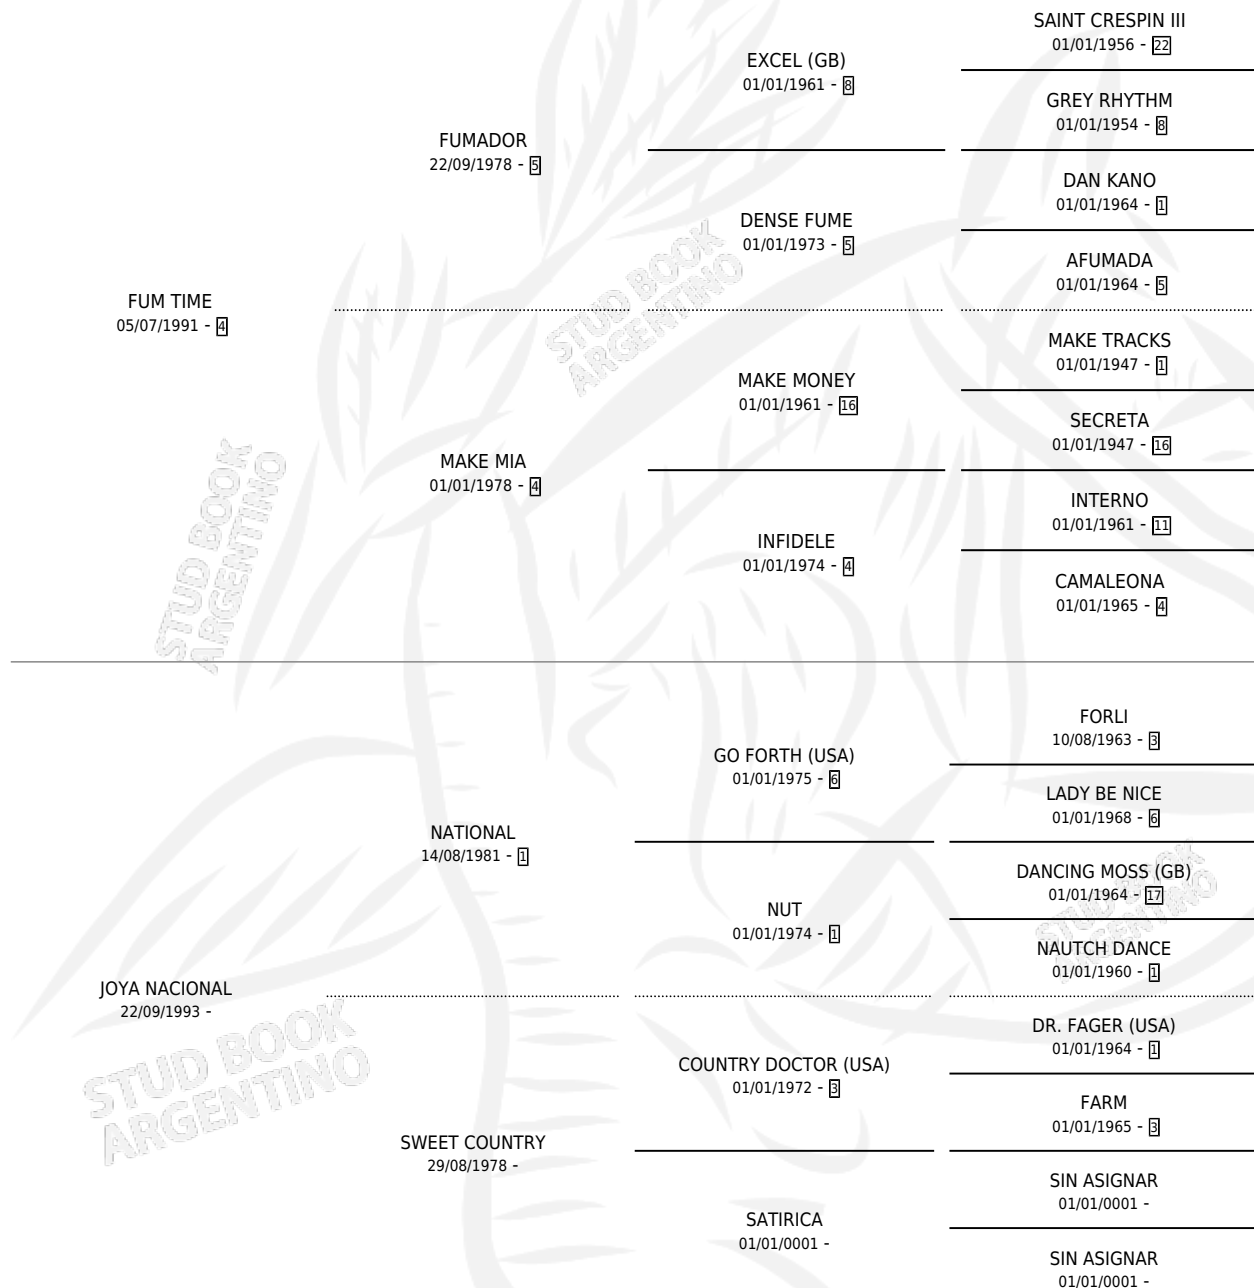 SAINT CRESPIN III
01/01/1956 - 22
EXCEL (GB)
01/01/1961 - 8
GREY RHYTHM
01/01/1954 - 8
FUMADOR
22/09/1978 - 5
DAN KANO
01/01/1964 - 1
DENSE FUME
01/01/1973 - 5
AFUMADA
01/01/1964 - 5
FUM TIME
05/07/1991 - 4
MAKE TRACKS
01/01/1947 - 1
MAKE MONEY
01/01/1961 - 16
SECRETA
01/01/1947 - 16
MAKE MIA
01/01/1978 - 4
INTERNO
01/01/1961 - 11
INFIDELE
01/01/1974 - 4
CAMALEONA
01/01/1965 - 4
FORLI
10/08/1963 - 3
GO FORTH (USA)
01/01/1975 - 6
LADY BE NICE
01/01/1968 - 6
NATIONAL
14/08/1981 - 1
DANCING MOSS (GB)
01/01/1964 - 17
NUT
01/01/1974 - 1
NAUTCH DANCE
01/01/1960 - 1
JOYA NACIONAL
22/09/1993 -
DR. FAGER (USA)
01/01/1964 - 1
COUNTRY DOCTOR (USA)
01/01/1972 - 3
FARM
01/01/1965 - 3
SWEET COUNTRY
29/08/1978 -
SIN ASIGNAR
01/01/0001 -
SATIRICA
01/01/0001 -
SIN ASIGNAR
01/01/0001 -
STUD BOOK
ARGENTINO
STUD BOOK
ARGENTINO
STUD BOOK
ARGENTINO
STUD BOOK
ARGENTINO